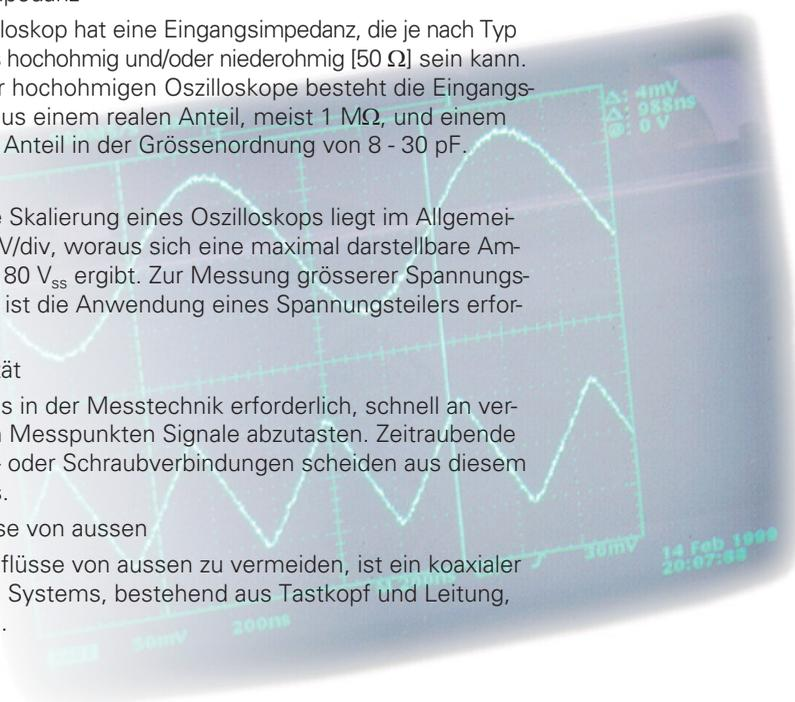 mpedanz
lloskop hat eine Eingangsimpedanz, die je nach Typ
s hochohmig und/oder niederohmig [50 Ω] sein kann.
r hochohmigen Oszilloskope besteht die Eingangs-
us einem realen Anteil, meist 1 MΩ, und einem
Anteil in der Grössenordnung von 8 - 30 pF.
Δ: 4mV
Δ: 988ns
@: 0 V
e Skalierung eines Oszilloskops liegt im Allgemei-
V/div, woraus sich eine maximal darstellbare Am-
80 Vss ergibt. Zur Messung grösserer Spannungs-
ist die Anwendung eines Spannungsteilers erfor-
ät
s in der Messtechnik erforderlich, schnell an ver-
n Messpunkten Signale abzutasten. Zeitraubende
- oder Schraubverbindungen scheiden aus diesem
s.
se von aussen
flüsse von aussen zu vermeiden, ist ein koaxialer
Systems, bestehend aus Tastkopf und Leitung,
.
50mV 200ns
14 Feb 1999